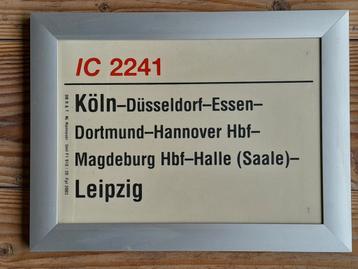 IC 2241
Köln–Düsseldorf–Essen–
Dortmund–Hannover Hbf–
Magdeburg Hbf–Halle (Saale)–
Leipzig